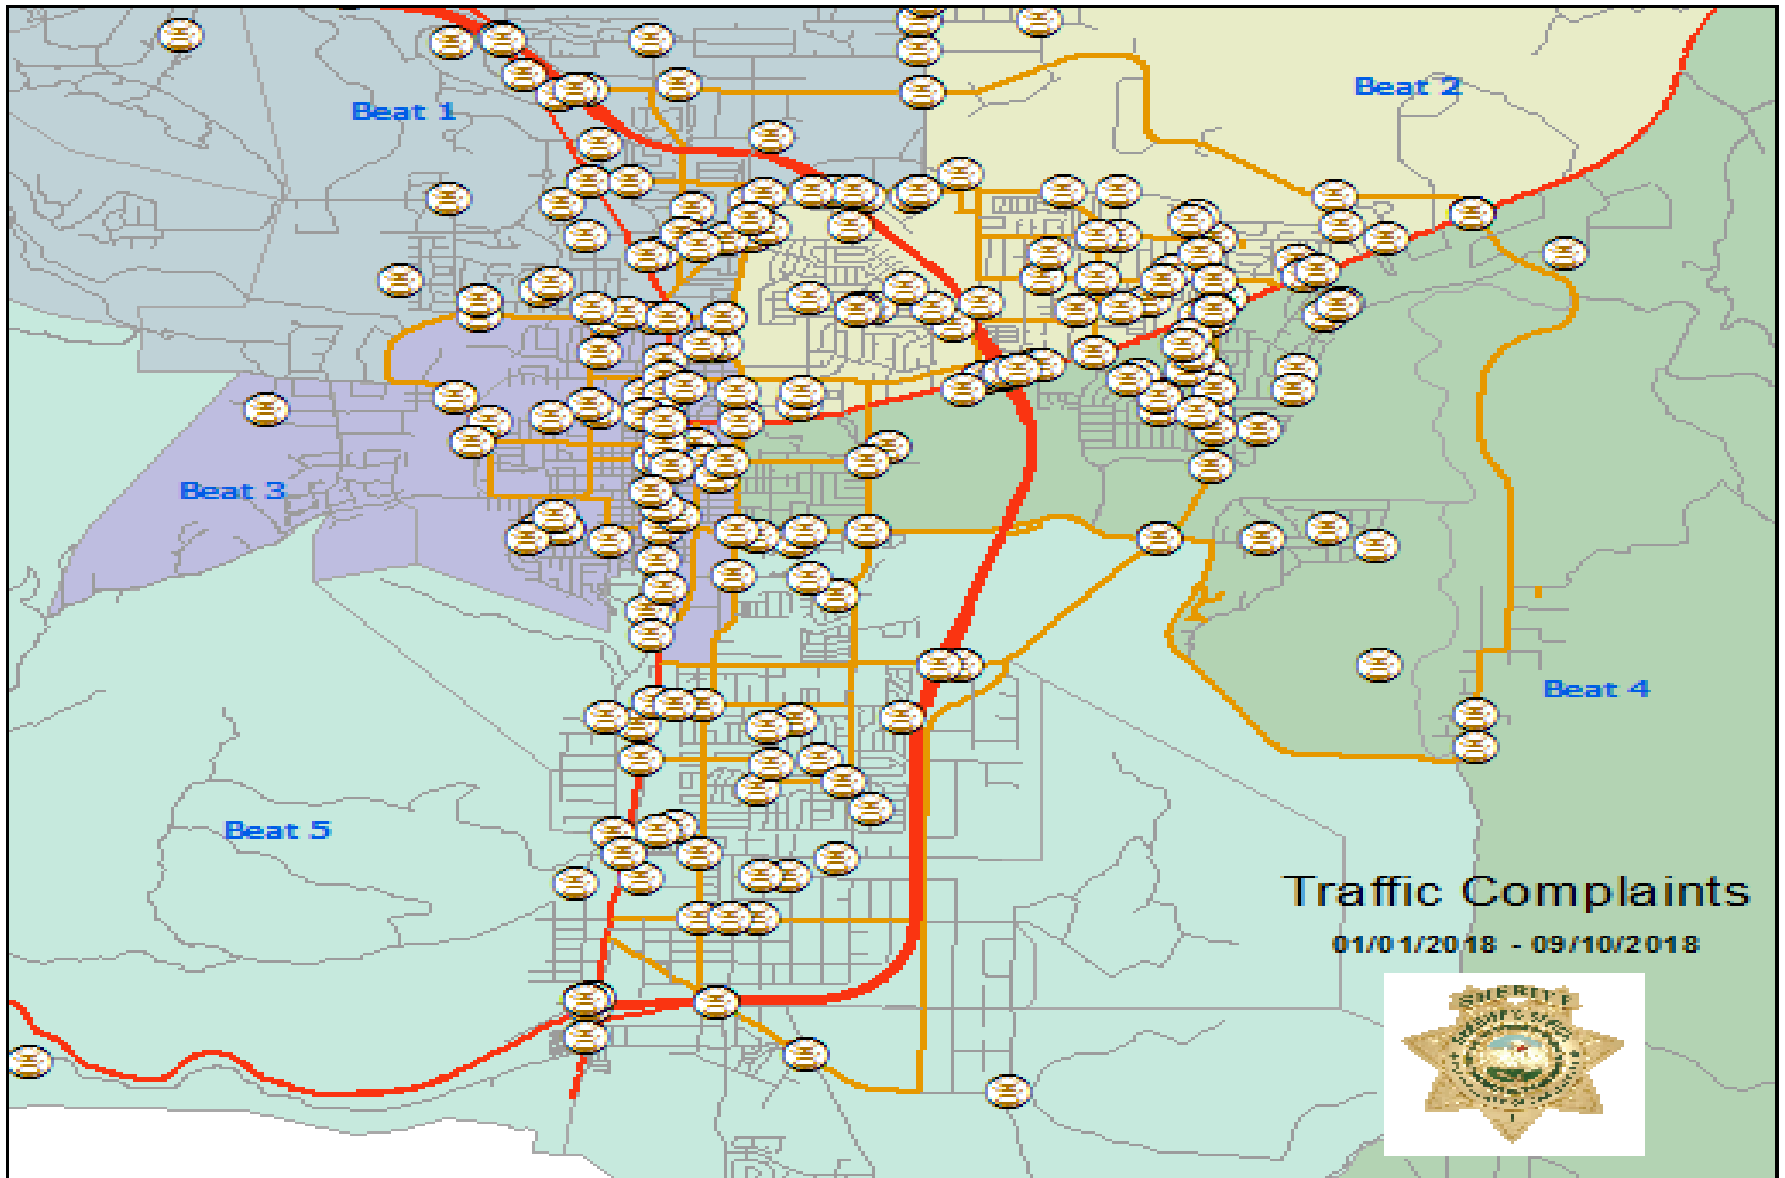 Beat 1
Beat 2
Beat 3
Beat 4
Beat 5
Traffic Complaints
01/01/2018 - 09/10/2018
SHERIFF